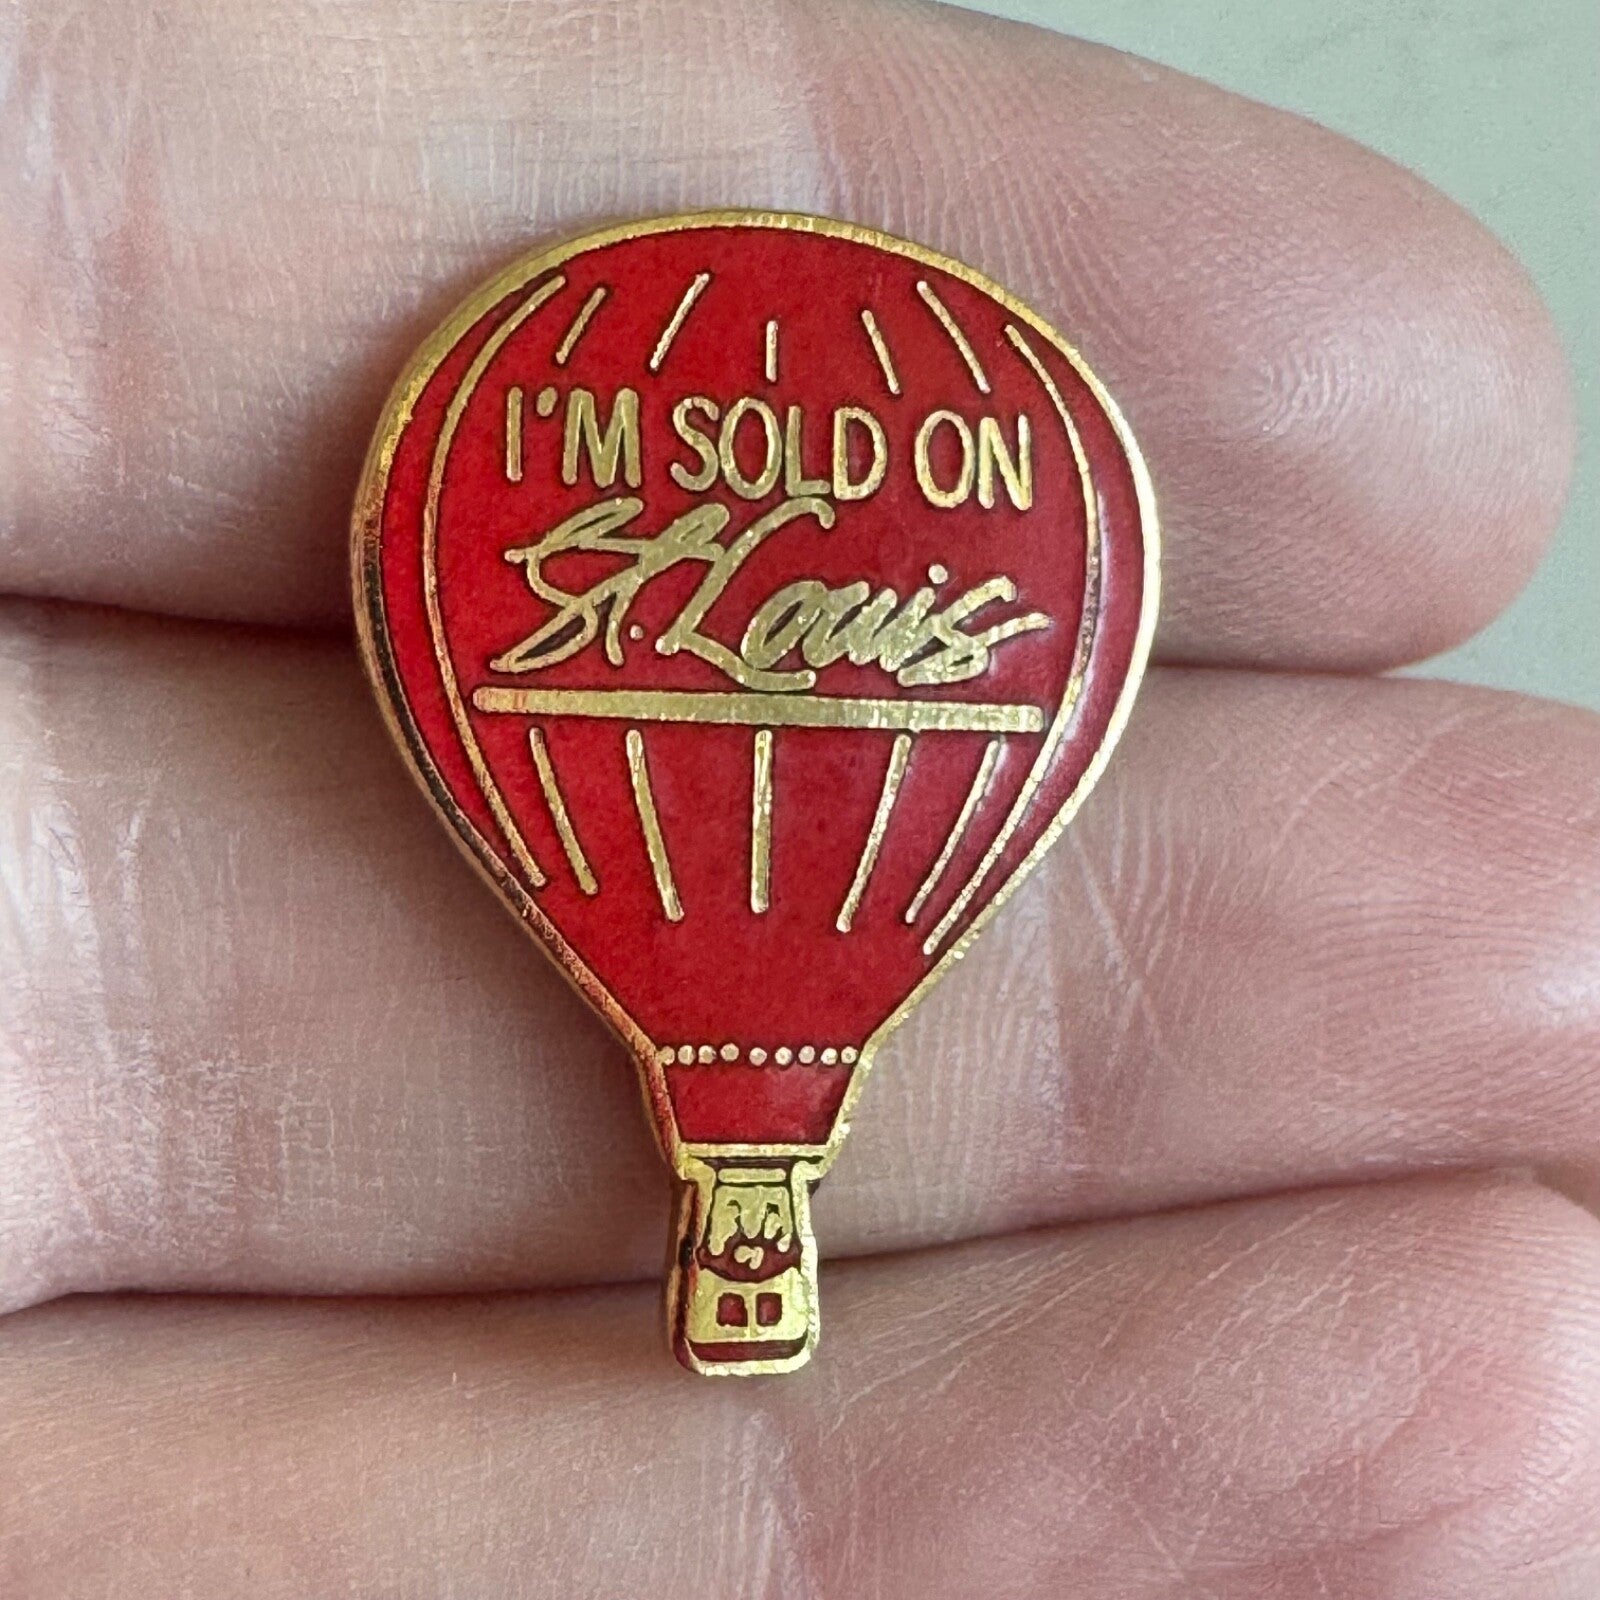 I'M SOLD ON
St. Louis